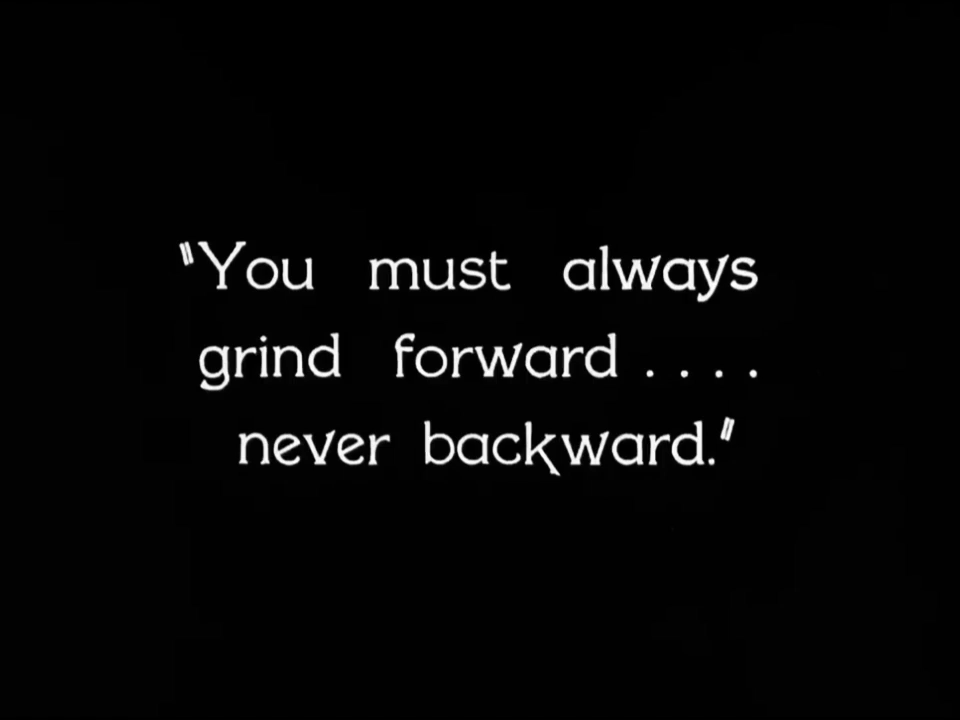 "You must always
grind forward . . . .
never backward."